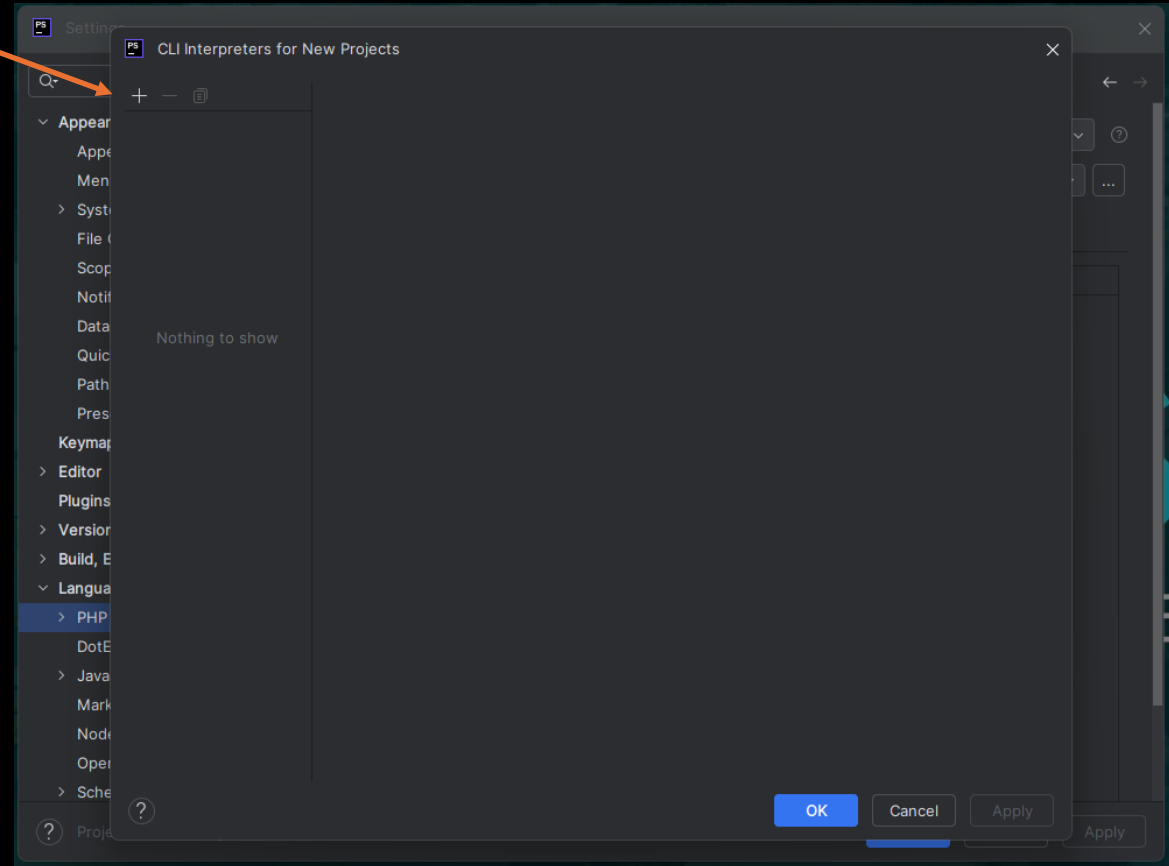 PS Settings
PS CLI Interpreters for New Projects
Appear
Appe
Men
Syste
File
Scop
Notif
Data
Nothing to show
Quic
Path
Pres
Keymap
Editor
Plugins
Version
Build, E
Langua
PHP
DotE
Java
Mark
Node
Open
Sche
? OK Cancel Apply
? Proje Apply